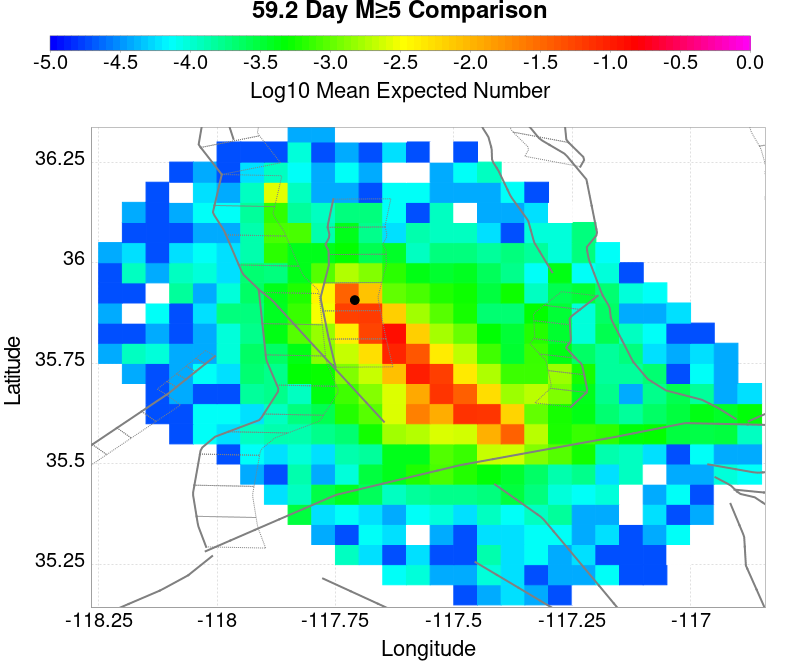 59.2 Day M≥5 Comparison
-5.0 -4.5 -4.0 -3.5 -3.0 -2.5 -2.0 -1.5 -1.0 -0.5 0.0
Log10 Mean Expected Number
36.25
36
35.75
35.5
35.25
Latitude
-118.25 -118 -117.75 -117.5 -117.25 -117
Longitude